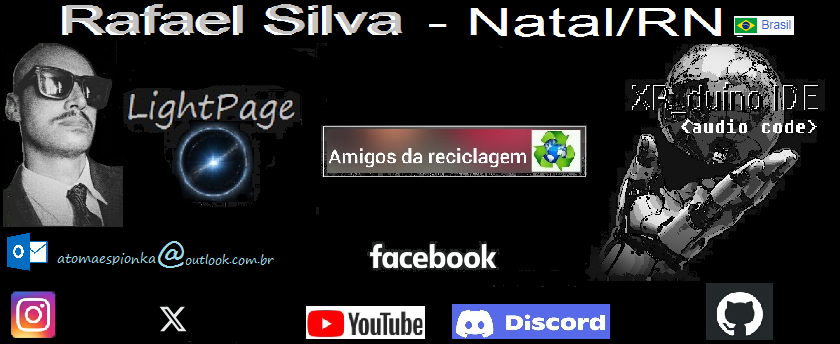 Rafael Silva - Natal/RN, Brasil
LightPage
XR_duino IDE
<audio code>
Amigos da reciclagem
atomaespionka@outlook.com.br
facebook
YouTube
Discord